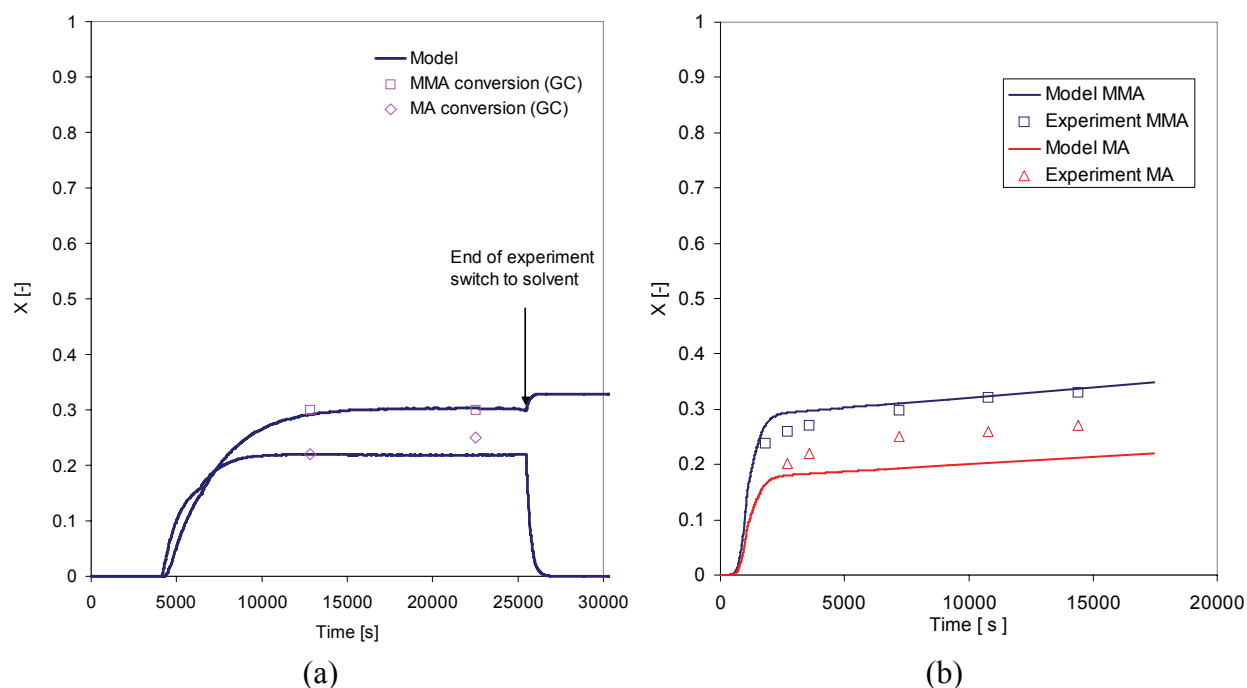 1
0.9
0.8
0.7
0.6
0.5
0.4
0.3
0.2
0.1
0
X [-]
Model
MMA conversion (GC)
MA conversion (GC)
End of experiment
switch to solvent
0 5000 10000 15000 20000 25000 30000
Time [s]
(a)
1
0.9
0.8
0.7
0.6
0.5
0.4
0.3
0.2
0.1
0
X [-]
Model MMA
Experiment MMA
Model MA
Experiment MA
0 5000 10000 15000 20000
Time [ s ]
(b)